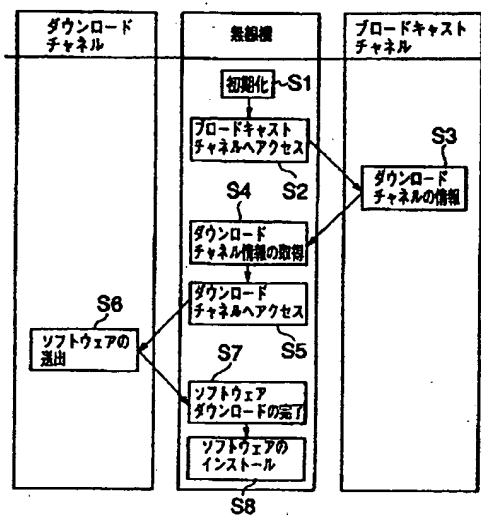 ダウンロード
チャネル
無線機
ブロードキャスト
チャネル
初期化
S1
ブロードキャスト
チャネルへアクセス
S2
S3
ダウンロード
チャネルの情報
S4
ダウンロード
チャネル情報の取得
ダウンロード
チャネルへアクセス
S5
S6
ソフトウェアの
送出
S7
ソフトウェア
ダウンロードの完了
ソフトウェアの
インストール
S8